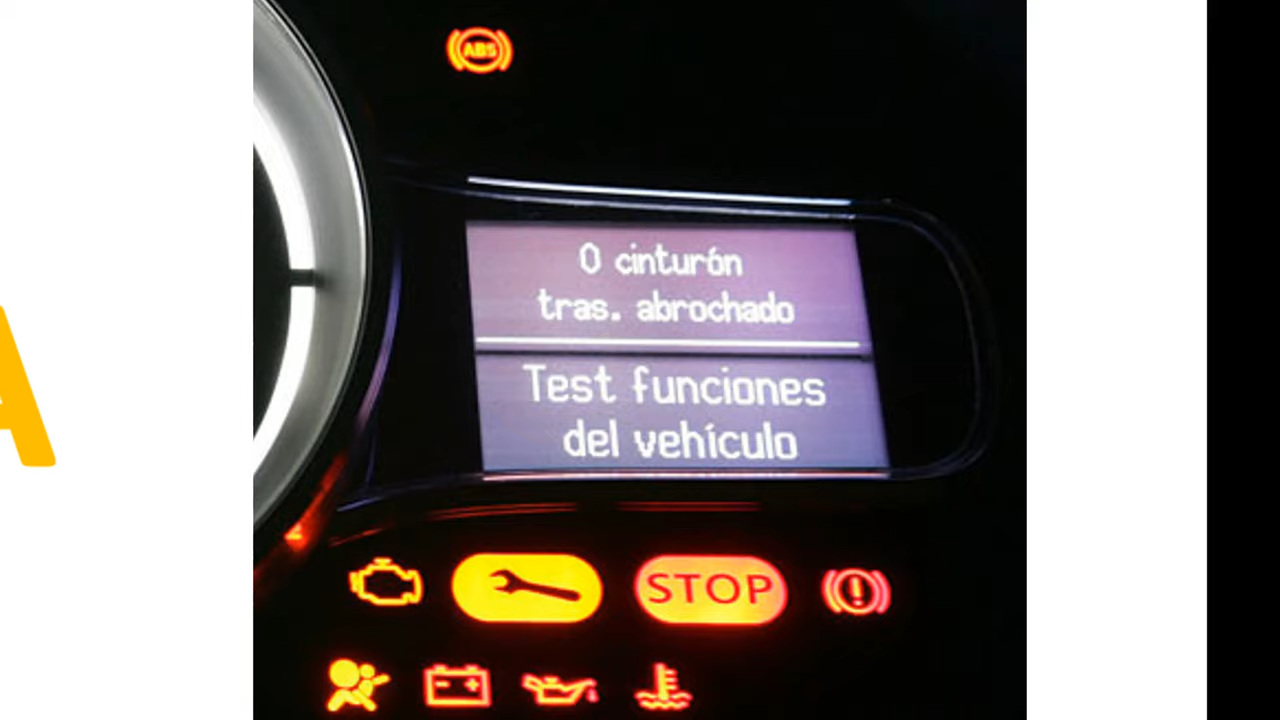 ABS
0 cinturón
tras. abrochado
Test funciones
del vehículo
STOP
A